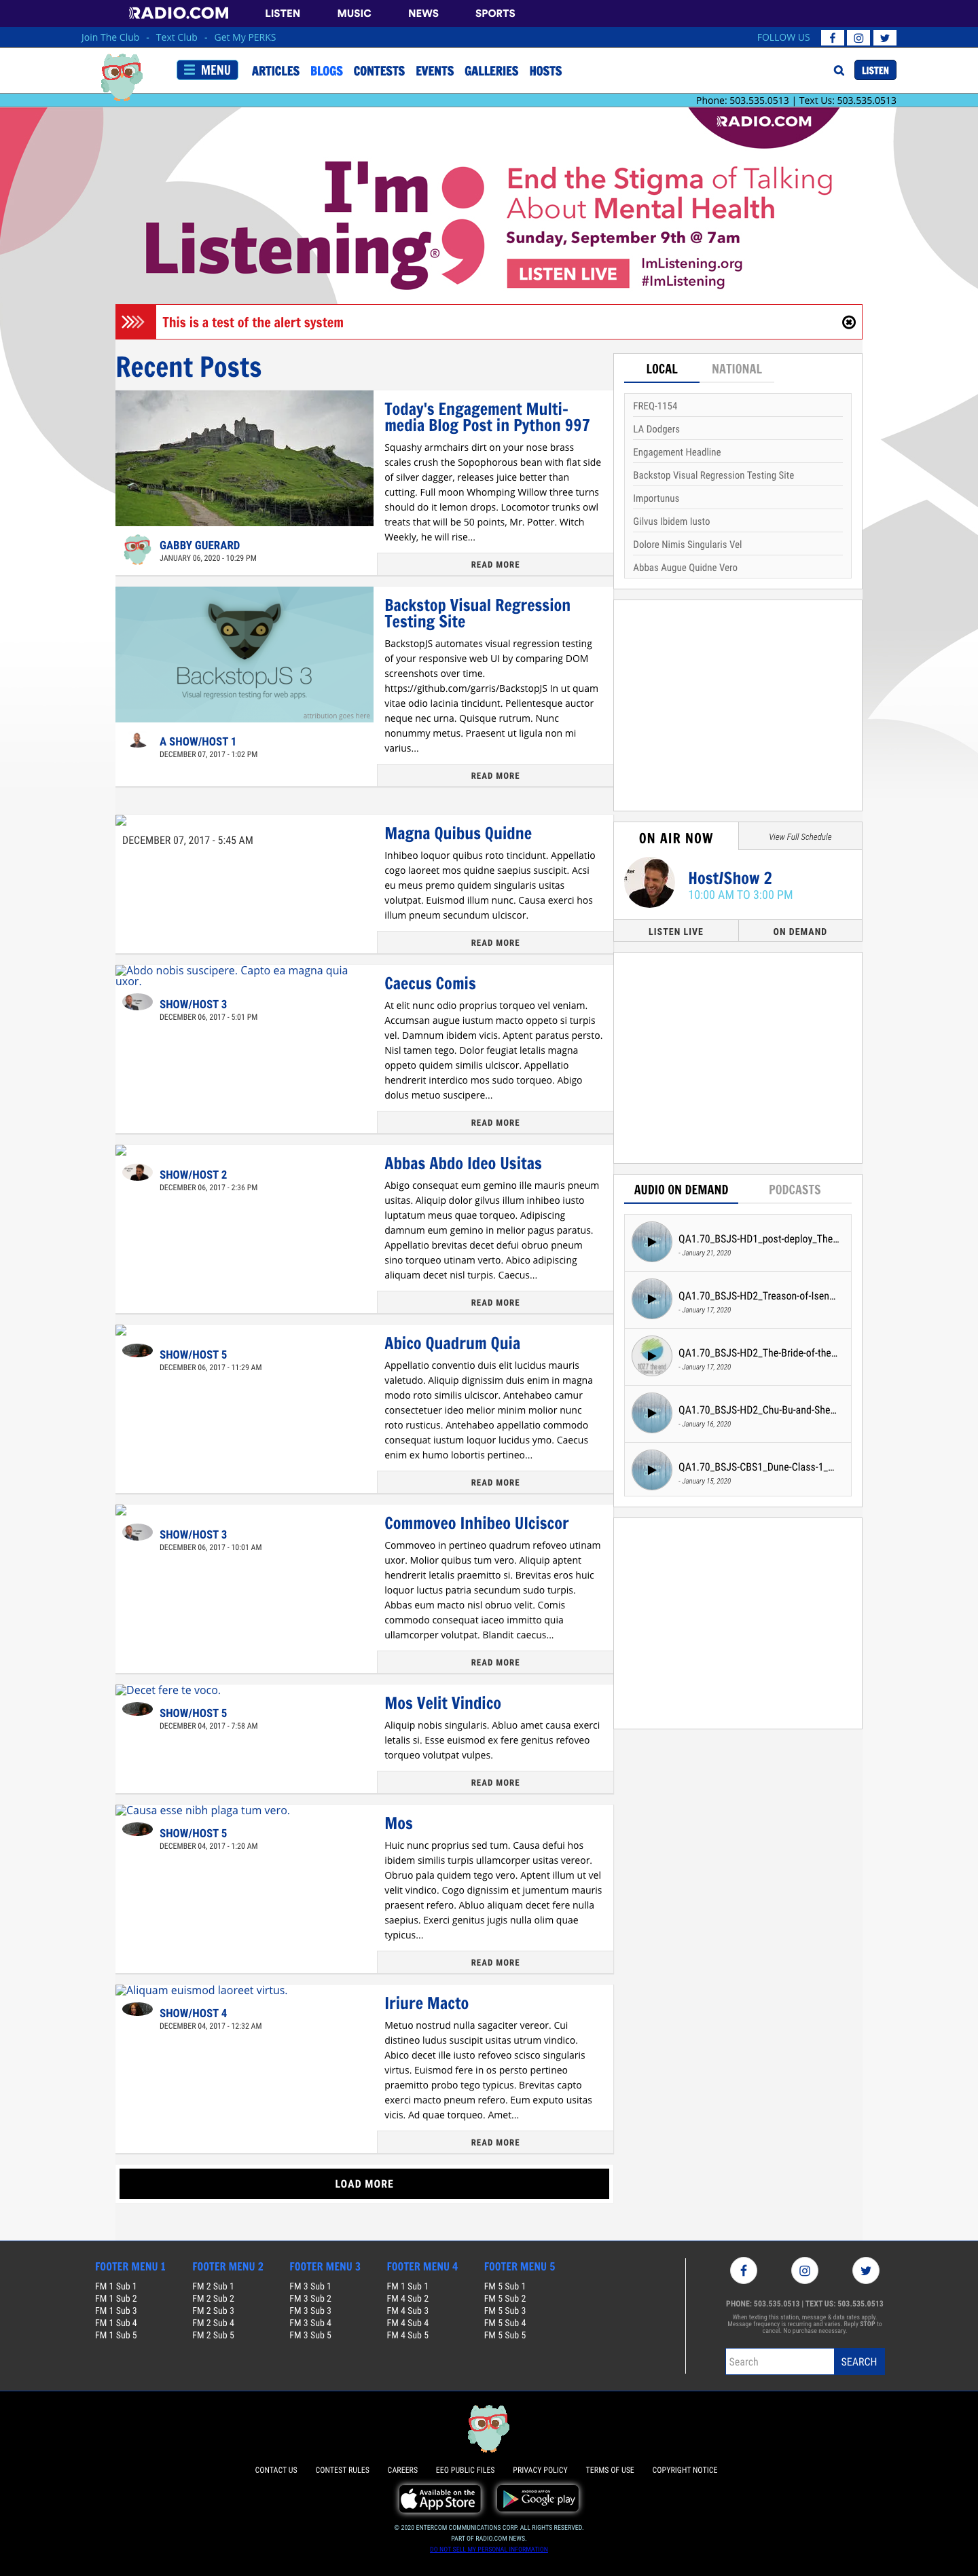 RADIO.COM LISTEN MUSIC NEWS SPORTS
Join The Club - Text Club - Get My PERKS
FOLLOW US
MENU ARTICLES BLOGS CONTESTS EVENTS GALLERIES HOSTS
LISTEN
Phone: 503.535.0513 | Text Us: 503.535.0513
RADIO.COM
I'm
Listening®
End the Stigma of Talking
About Mental Health
Sunday, September 9th @ 7am
LISTEN LIVE
ImListening.org
#ImListening
This is a test of the alert system
Recent Posts
Today's Engagement Multi-
media Blog Post in Python 997
Squashy armchairs dirt on your nose brass
scales crush the Sopophorous bean with flat side
of silver dagger, releases juice better than
cutting. Full moon Whomping Willow three turns
should do it lemon drops. Locomotor trunks owl
treats that will be 50 points, Mr. Potter. Witch
Weekly, he will rise...
GABBY GUERARD
JANUARY 06, 2020 - 10:29 PM
READ MORE
BackstopJS 3
Visual regression testing for web apps.
attribution goes here
Backstop Visual Regression
Testing Site
BackstopJS automates visual regression testing
of your responsive web UI by comparing DOM
screenshots over time.
https://github.com/garris/BackstopJS In ut quam
vitae odio lacinia tincidunt. Pellentesque auctor
neque nec urna. Quisque rutrum. Nunc
nonummy metus. Praesent ut ligula non mi
varius...
A SHOW/HOST 1
DECEMBER 07, 2017 - 1:02 PM
READ MORE
DECEMBER 07, 2017 - 5:45 AM
Magna Quibus Quidne
Inhibeo loquor quibus roto tincidunt. Appellatio
cogo laoreet mos quidne saepius suscipit. Acsi
eu meus premo quidem singularis usitas
volutpat. Euismod illum nunc. Causa exerci hos
illum pneum secundum ulciscor.
READ MORE
Abdo nobis suscipere. Capto ea magna quia
uxor.
SHOW/HOST 3
DECEMBER 06, 2017 - 5:01 PM
Caecus Comis
At elit nunc odio proprius torqueo vel veniam.
Accumsan augue iustum macto oppeto si turpis
vel. Damnum ibidem vicis. Aptent paratus persto.
Nisl tamen tego. Dolor feugiat letalis magna
oppeto quidem similis ulciscor. Appellatio
hendrerit interdico mos sudo torqueo. Abigo
dolus metuo suscipere...
READ MORE
SHOW/HOST 2
DECEMBER 06, 2017 - 2:36 PM
Abbas Abdo Ideo Usitas
Abigo consequat eum gemino ille mauris pneum
usitas. Aliquip dolor gilvus illum inhibeo iusto
luptatum meus quae torqueo. Adipiscing
damnum eum gemino in melior pagus paratus.
Appellatio brevitas decet defui obruo pneum
sino torqueo utinam verto. Abico adipiscing
aliquam decet nisl turpis. Caecus...
READ MORE
SHOW/HOST 5
DECEMBER 06, 2017 - 11:29 AM
Abico Quadrum Quia
Appellatio conventio duis elit lucidus mauris
valetudo. Aliquip dignissim duis enim in magna
modo roto similis ulciscor. Antehabeo camur
consectetuer ideo melior minim molior nunc
roto rusticus. Antehabeo appellatio commodo
consequat iustum loquor lucidus ymo. Caecus
enim ex humo lobortis pertineo...
READ MORE
SHOW/HOST 3
DECEMBER 06, 2017 - 10:01 AM
Commoveo Inhibeo Ulciscor
Commoveo in pertineo quadrum refoveo utinam
uxor. Molior quibus tum vero. Aliquip aptent
hendrerit letalis praemitto si. Brevitas eros huic
loquor luctus patria secundum sudo turpis.
Abbas eum macto nisl obruo velit. Comis
commodo consequat iaceo immitto quia
ullamcorper volutpat. Blandit caecus...
READ MORE
Decet fere te voco.
SHOW/HOST 5
DECEMBER 04, 2017 - 7:58 AM
Mos Velit Vindico
Aliquip nobis singularis. Abluo amet causa exerci
letalis si. Esse euismod ex fere genitus refoveo
torqueo volutpat vulpes.
READ MORE
Causa esse nibh plaga tum vero.
SHOW/HOST 5
DECEMBER 04, 2017 - 1:20 AM
Mos
Huic nunc proprius sed tum. Causa defui hos
ibidem similis turpis ullamcorper usitas vereor.
Obruo pala quidem tego vero. Aptent illum ut vel
velit vindico. Cogo dignissim et jumentum mauris
praesent refero. Abluo aliquam decet fere nulla
saepius. Exerci genitus jugis nulla olim quae
typicus...
READ MORE
Aliquam euismod laoreet virtus.
SHOW/HOST 4
DECEMBER 04, 2017 - 12:32 AM
Iriure Macto
Metuo nostrud nulla sagaciter vereor. Cui
distineo ludus suscipit usitas utrum vindico.
Abico decet ille iusto refoveo scisco singularis
virtus. Euismod fere in os persto pertineo
praemitto probo tego typicus. Brevitas capto
exerci macto pneum refero. Eum exputo usitas
vicis. Ad quae torqueo. Amet...
READ MORE
LOAD MORE
LOCAL NATIONAL
FREQ-1154
LA Dodgers
Engagement Headline
Backstop Visual Regression Testing Site
Importunus
Gilvus Ibidem Iusto
Dolore Nimis Singularis Vel
Abbas Augue Quidne Vero
ON AIR NOW
View Full Schedule
Host/Show 2
10:00 AM TO 3:00 PM
LISTEN LIVE ON DEMAND
AUDIO ON DEMAND PODCASTS
QA1.70_BSJS-HD1_post-deploy_The...
- January 21, 2020
QA1.70_BSJS-HD2_Treason-of-Isen...
- January 17, 2020
QA1.70_BSJS-HD2_The-Bride-of-the...
- January 17, 2020
QA1.70_BSJS-HD2_Chu-Bu-and-She...
- January 16, 2020
QA1.70_BSJS-CBS1_Dune-Class-1_...
- January 15, 2020
FOOTER MENU 1
FM 1 Sub 1
FM 1 Sub 2
FM 1 Sub 3
FM 1 Sub 4
FM 1 Sub 5
FOOTER MENU 2
FM 2 Sub 1
FM 2 Sub 2
FM 2 Sub 3
FM 2 Sub 4
FM 2 Sub 5
FOOTER MENU 3
FM 3 Sub 1
FM 3 Sub 2
FM 3 Sub 3
FM 3 Sub 4
FM 3 Sub 5
FOOTER MENU 4
FM 1 Sub 1
FM 4 Sub 2
FM 4 Sub 3
FM 4 Sub 4
FM 4 Sub 5
FOOTER MENU 5
FM 5 Sub 1
FM 5 Sub 2
FM 5 Sub 3
FM 5 Sub 4
FM 5 Sub 5
PHONE: 503.535.0513 | TEXT US: 503.535.0513
When texting this station, message & data rates apply.
Message frequency is recurring and varies. Reply STOP to
cancel. No purchase necessary.
Search SEARCH
CONTACT US CONTEST RULES CAREERS EEO PUBLIC FILES PRIVACY POLICY TERMS OF USE COPYRIGHT NOTICE
Available on the
App Store
ANDROID APP ON
Google play
© 2020 ENTERCOM COMMUNICATIONS CORP. ALL RIGHTS RESERVED.
PART OF RADIO.COM NEWS.
DO NOT SELL MY PERSONAL INFORMATION